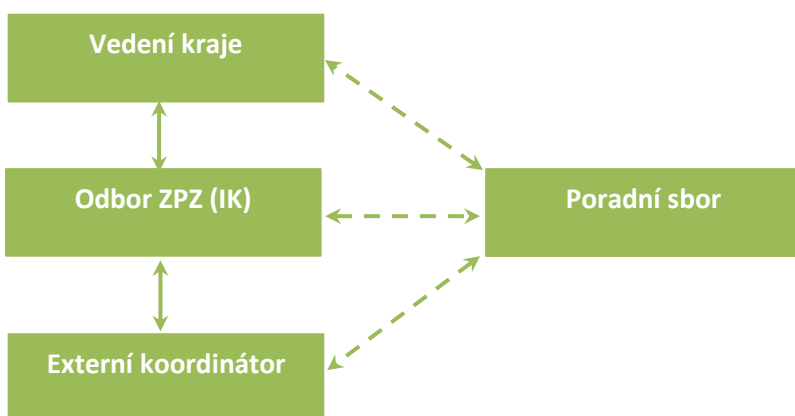 Vedení kraje
Odbor ZPZ (IK)
Poradní sbor
Externí koordinátor